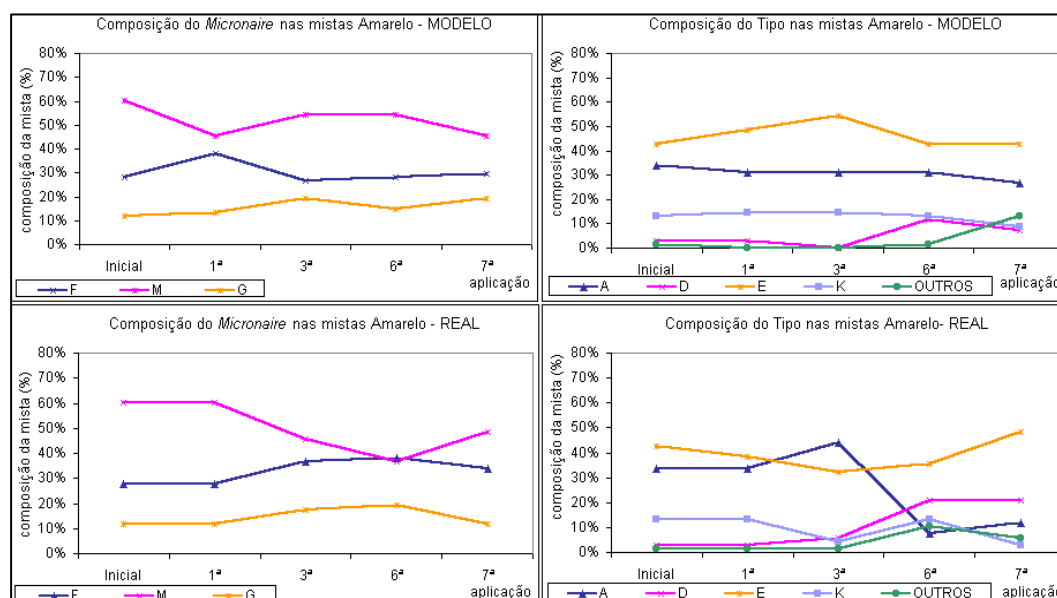 Composição do Micronaire nas mistas Amarelo - MODELO
composição da mista (%)
80%
70%
60%
50%
40%
30%
20%
10%
0%
Inicial 1ª 3ª 6ª 7ª
aplicação
F M G
Composição do Tipo nas mistas Amarelo - MODELO
composição da mista (%)
80%
70%
60%
50%
40%
30%
20%
10%
0%
Inicial 1ª 3ª 6ª 7ª
aplicação
A D E K OUTROS
Composição do Micronaire nas mistas Amarelo - REAL
composição da mista (%)
80%
70%
60%
50%
40%
30%
20%
10%
0%
Inicial 1ª 3ª 6ª 7ª
aplicação
F M G
Composição do Tipo nas mistas Amarelo- REAL
composição da mista (%)
80%
70%
60%
50%
40%
30%
20%
10%
0%
Inicial 1ª 3ª 6ª 7ª
aplicação
A D E K OUTROS